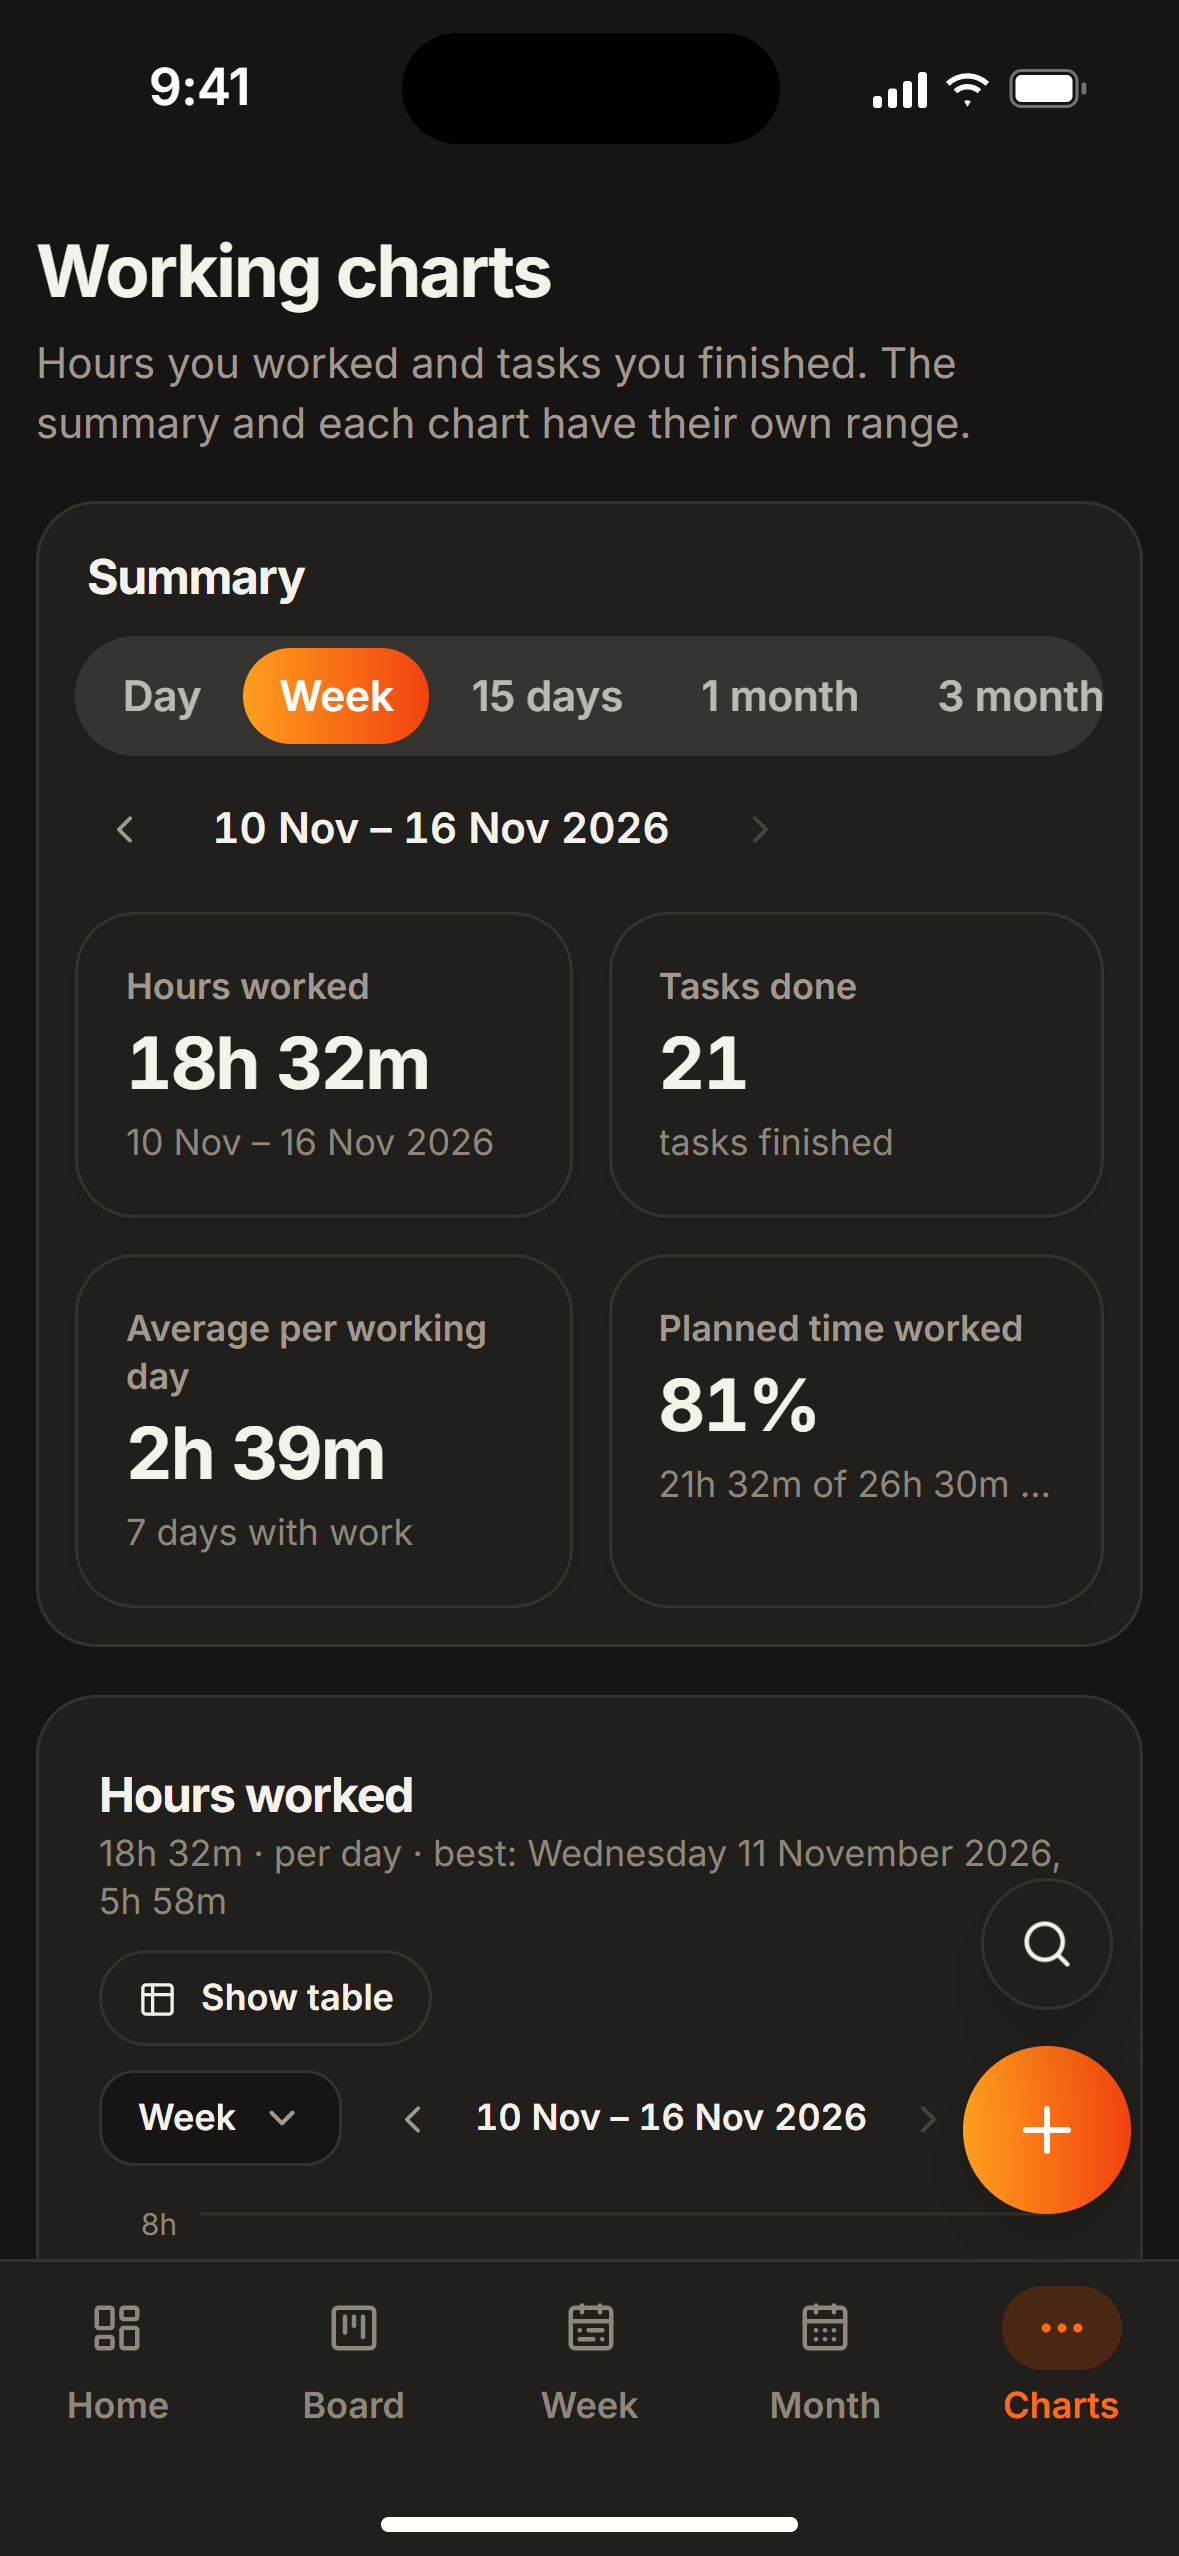 9:41
Working charts
Hours you worked and tasks you finished. The
summary and each chart have their own range.
Summary
Day Week 15 days 1 month 3 month
10 Nov – 16 Nov 2026
Hours worked
18h 32m
10 Nov – 16 Nov 2026
Tasks done
21
tasks finished
Average per working
day
2h 39m
7 days with work
Planned time worked
81%
21h 32m of 26h 30m ...
Hours worked
18h 32m · per day · best: Wednesday 11 November 2026,
5h 58m
Show table
Week 10 Nov – 16 Nov 2026
8h
Home Board Week Month Charts